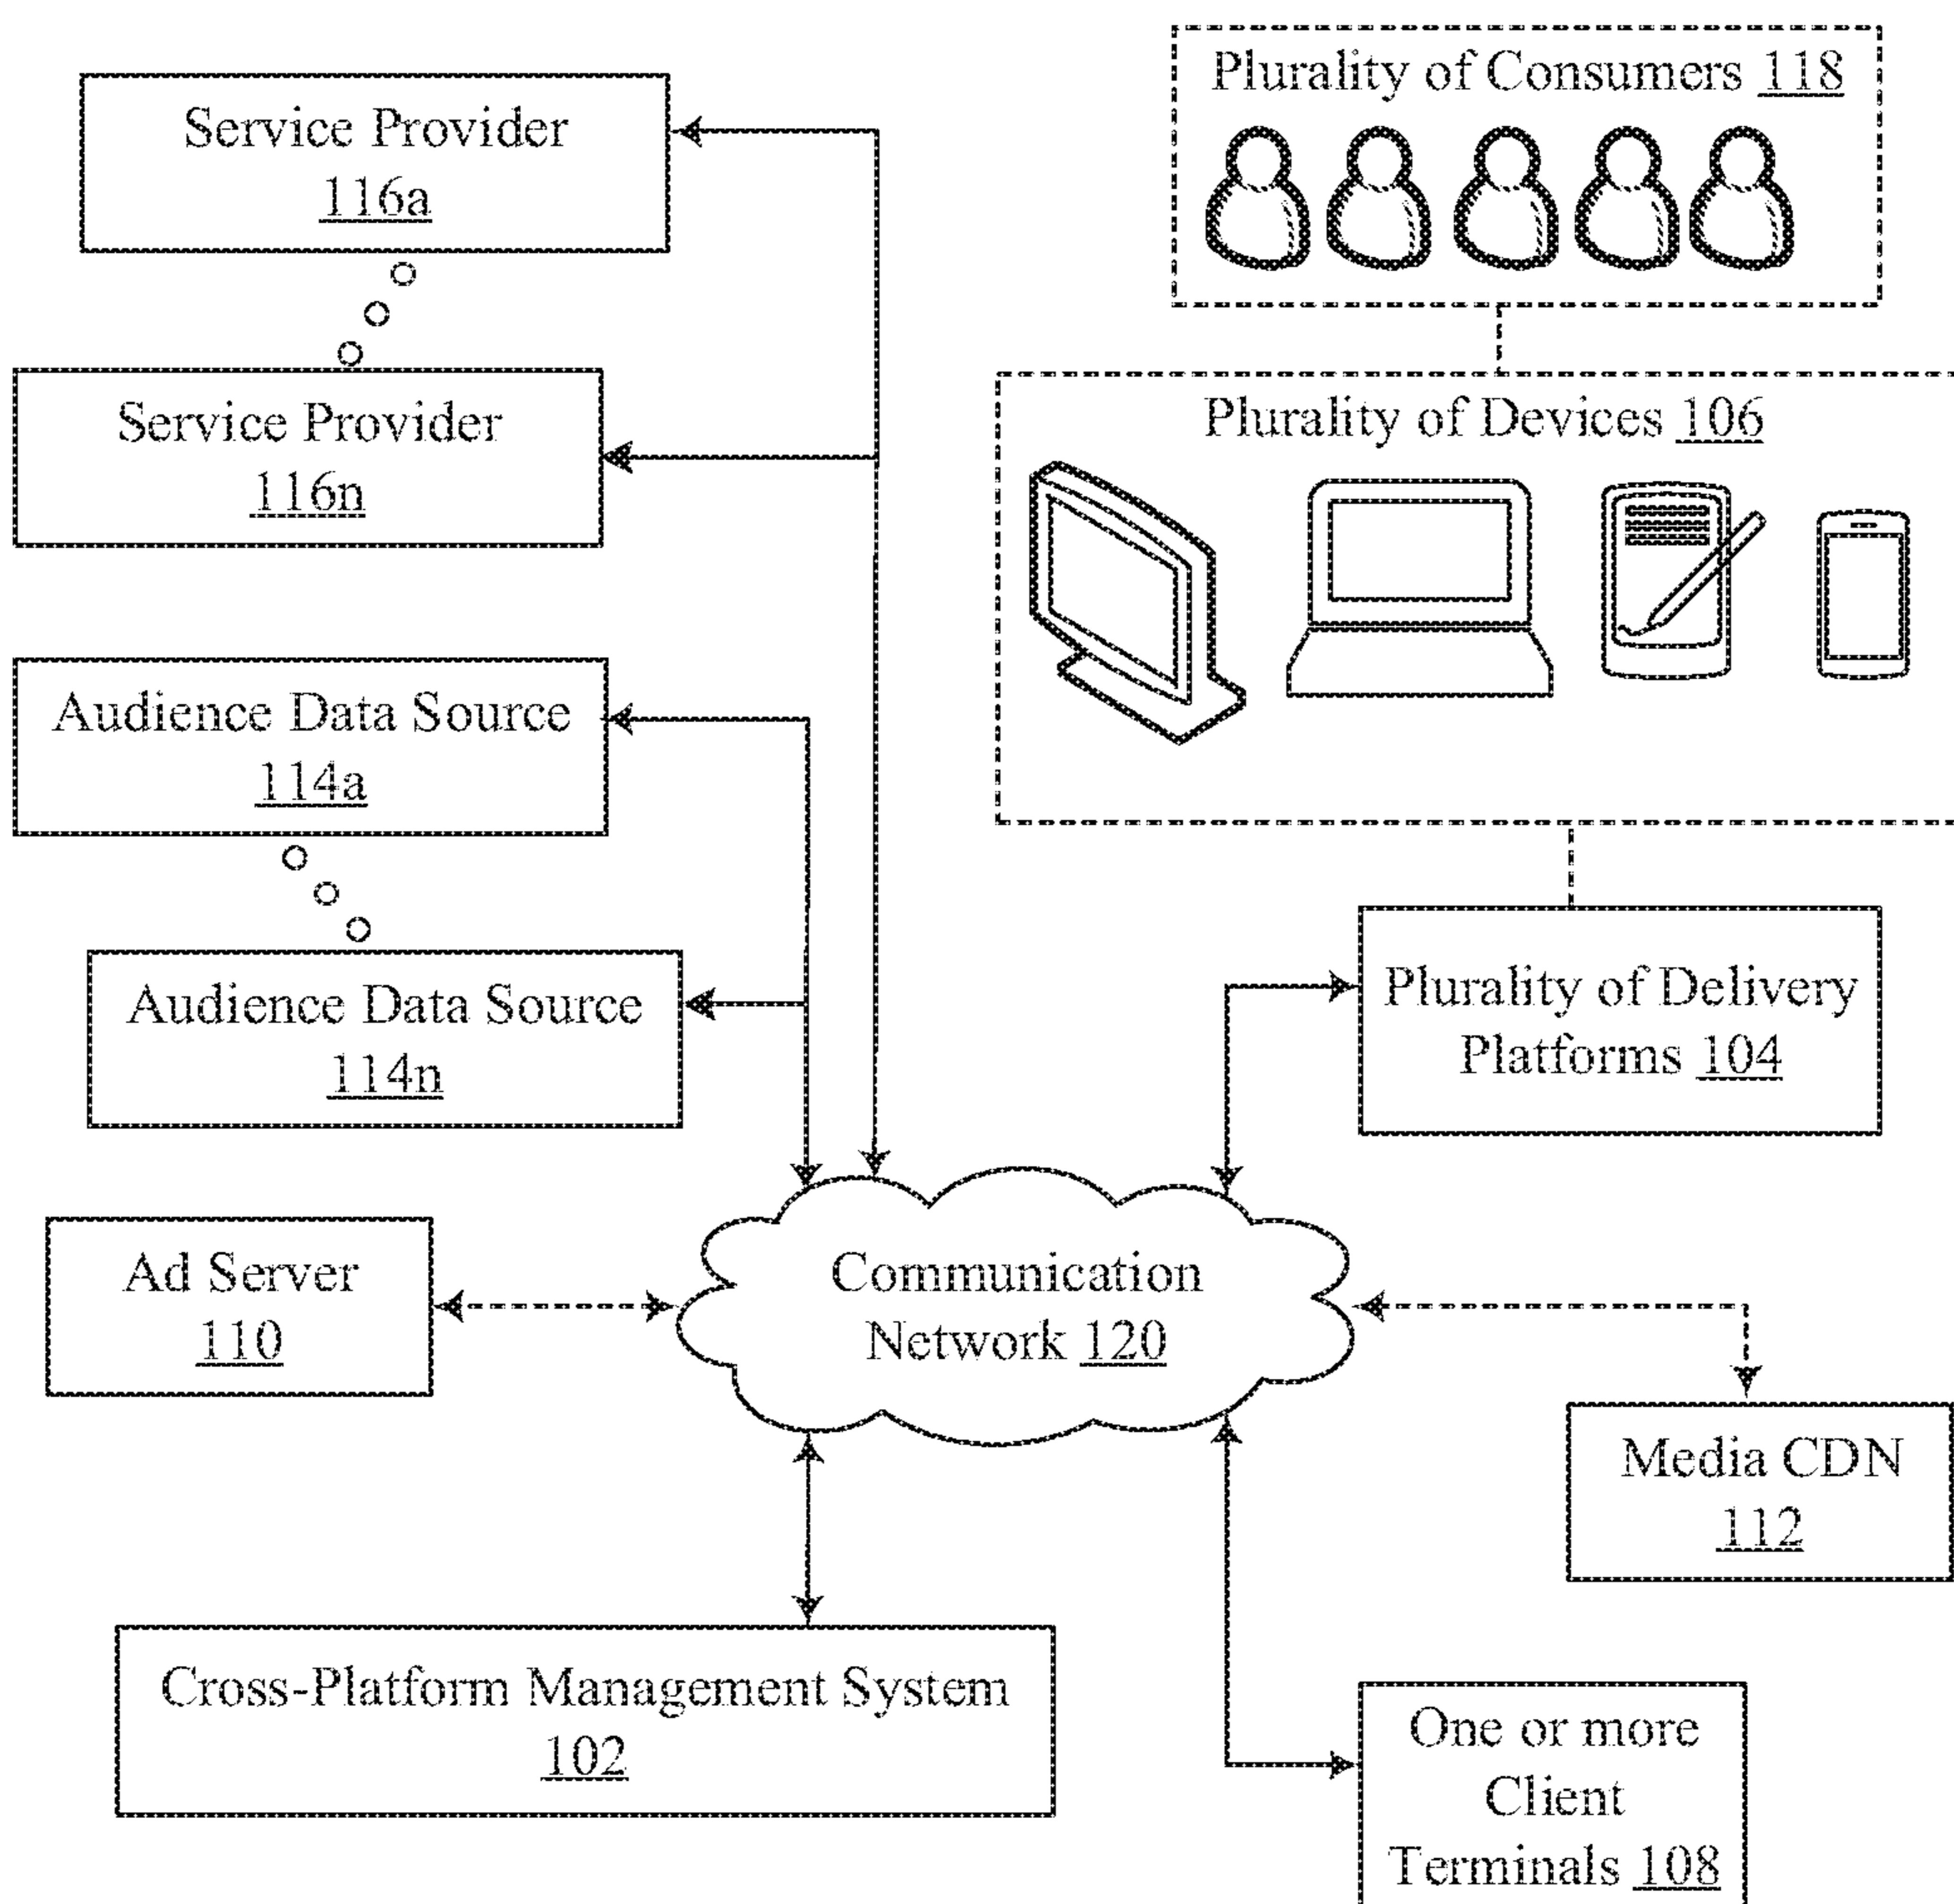 Service Provider
116a
Plurality of Consumers 118
Service Provider
116n
Plurality of Devices 106
Audience Data Source
114a
Audience Data Source
114n
Plurality of Delivery
Platforms 104
Ad Server
110
Communication
Network 120
Media CDN
112
Cross-Platform Management System
102
One or more
Client
Terminals 108